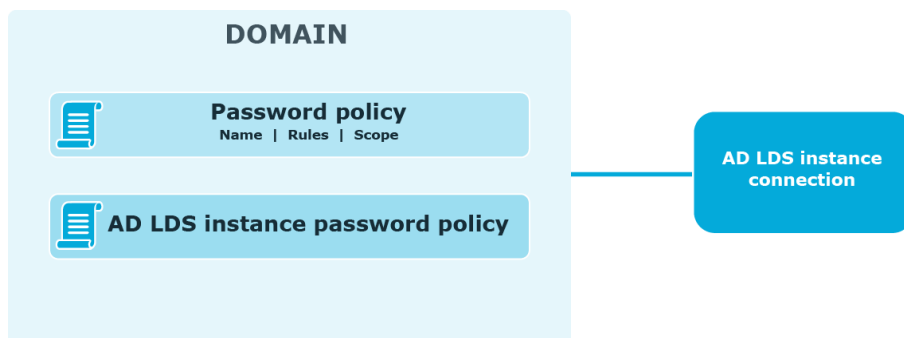 DOMAIN
Password policy
Name | Rules | Scope
AD LDS instance password policy
AD LDS instance
connection